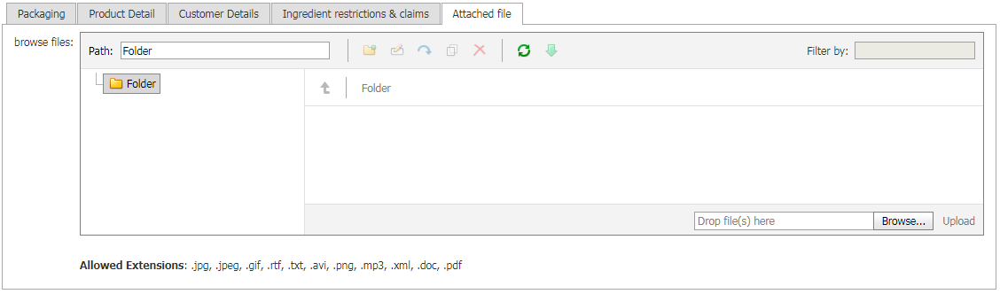 Packaging Product Detail Customer Details Ingredient restrictions & claims Attached file
browse files:
Path: Folder Filter by:
Folder
Folder
Drop file(s) here Browse... Upload
Allowed Extensions: .jpg, .jpeg, .gif, .rtf, .txt, .avi, .png, .mp3, .xml, .doc, .pdf